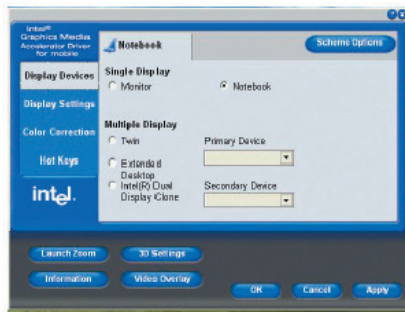 Intel®
Graphics Media
Accelerator Driver
for mobile
Notebook
Scheme Options
Display Devices
Display Settings
Color Correction
Hot Keys
intel.
Single Display
Monitor
Notebook
Multiple Display
Twin
Primary Device
Extended
Desktop
Intel(R) Dual
Display Clone
Secondary Device
Launch Zoom
3D Settings
Information
Video Overlay
OK
Cancel
Apply